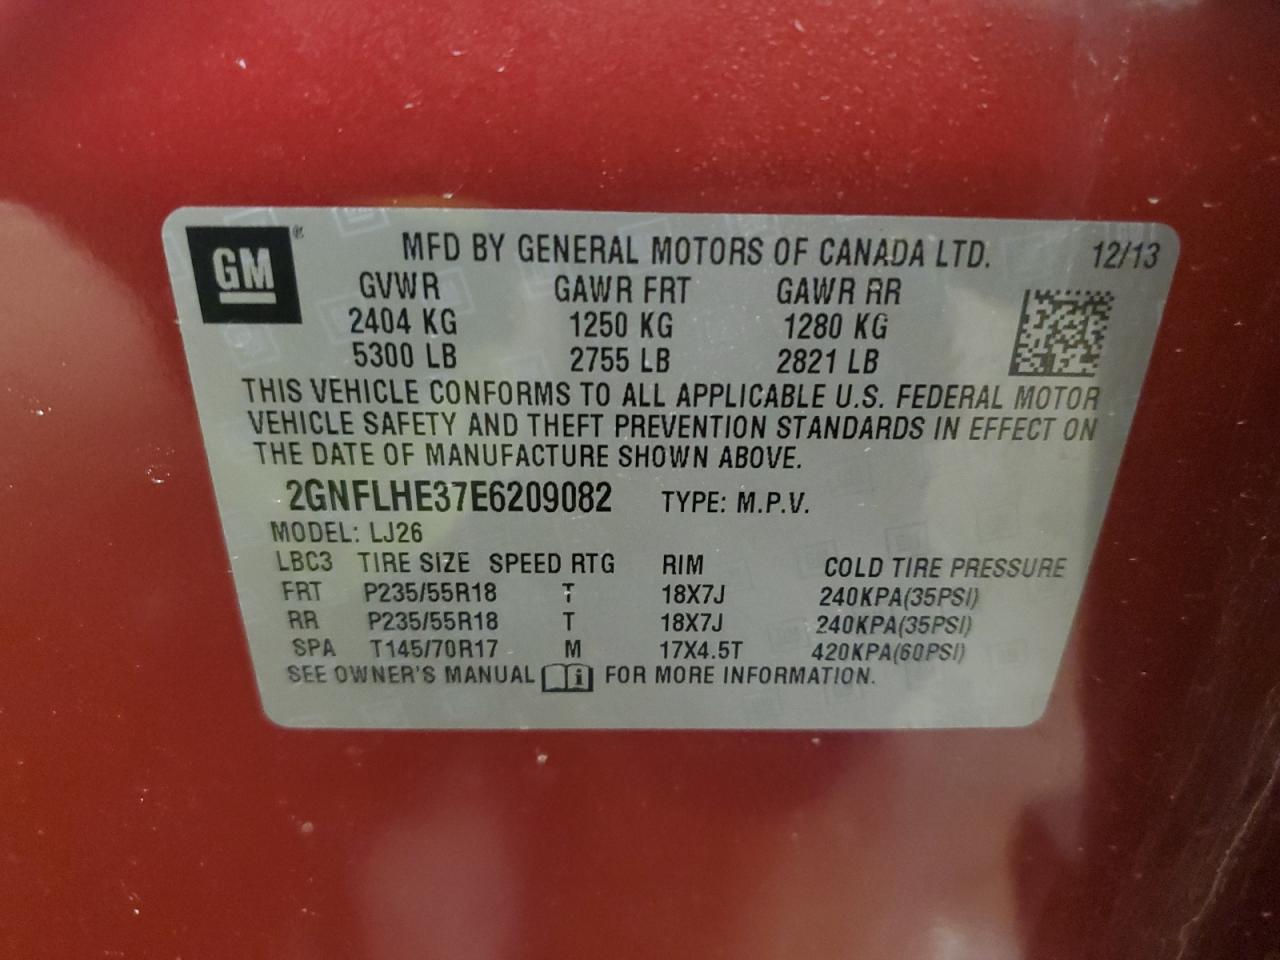 GM ® MFD BY GENERAL MOTORS OF CANADA LTD. 12/13
GVWR GAWR FRT GAWR RR
2404 KG 1250 KG 1280 KG
5300 LB 2755 LB 2821 LB
THIS VEHICLE CONFORMS TO ALL APPLICABLE U.S. FEDERAL MOTOR
VEHICLE SAFETY AND THEFT PREVENTION STANDARDS IN EFFECT ON
THE DATE OF MANUFACTURE SHOWN ABOVE.
2GNFLHE37E6209082 TYPE: M.P.V.
MODEL: LJ26
LBC3 TIRE SIZE SPEED RTG RIM COLD TIRE PRESSURE
FRT P235/55R18 T 18X7J 240KPA(35PSI)
RR P235/55R18 T 18X7J 240KPA(35PSI)
SPA T145/70R17 M 17X4.5T 420KPA(60PSI)
SEE OWNER'S MANUAL i FOR MORE INFORMATION.